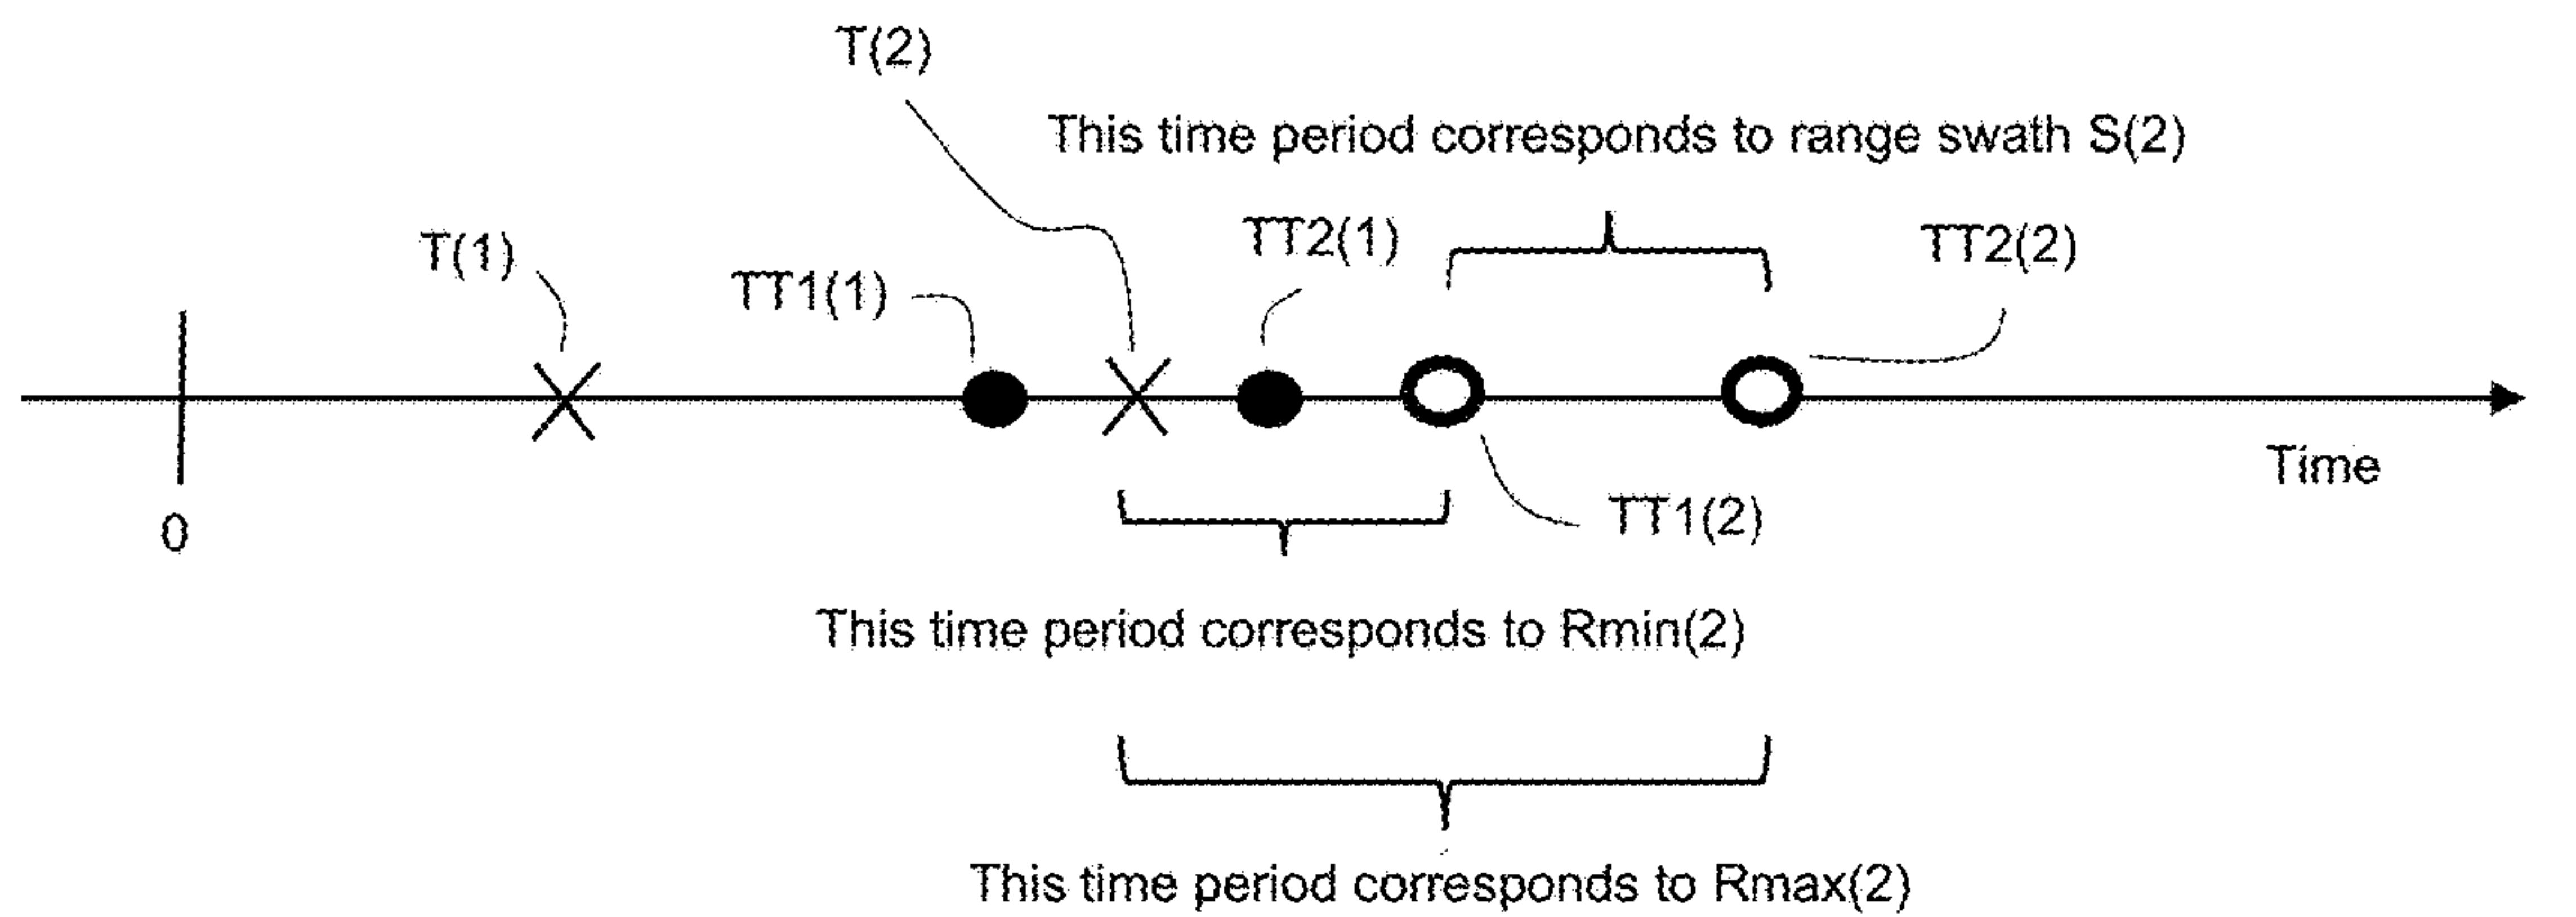 T(2)
This time period corresponds to range swath S(2)
T(1)
TT1(1)
TT2(1)
TT2(2)
Time
0
TT1(2)
This time period corresponds to Rmin(2)
This time period corresponds to Rmax(2)